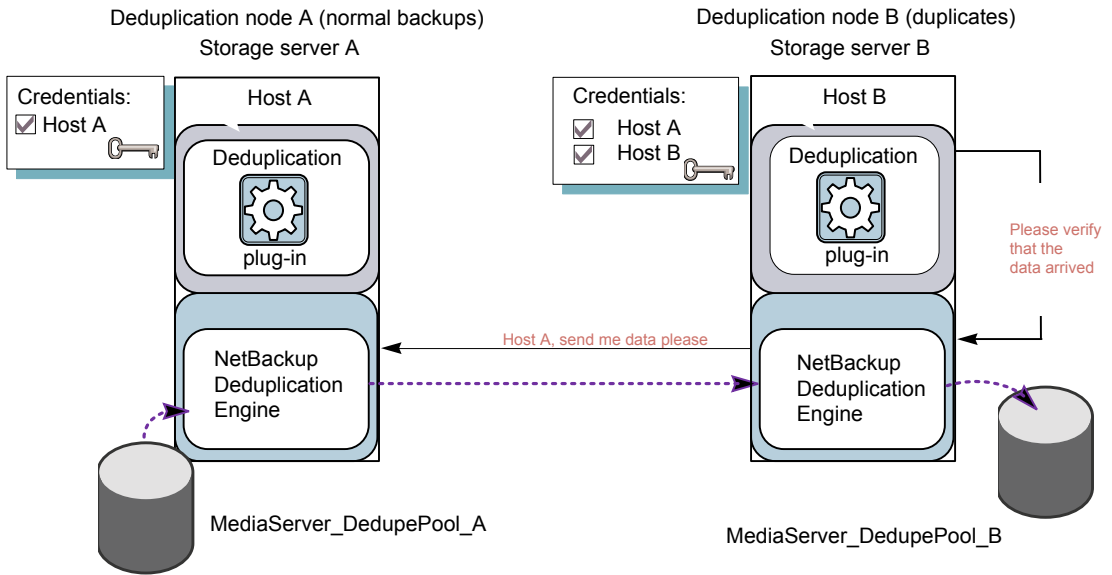 Deduplication node A (normal backups)
Storage server A
Credentials:
Host A
Host A
Deduplication
plug-in
NetBackup
Deduplication
Engine
MediaServer_DedupePool_A
Host A, send me data please
Deduplication node B (duplicates)
Storage server B
Credentials:
Host A
Host B
Host B
Deduplication
plug-in
NetBackup
Deduplication
Engine
Please verify
that the
data arrived
MediaServer_DedupePool_B